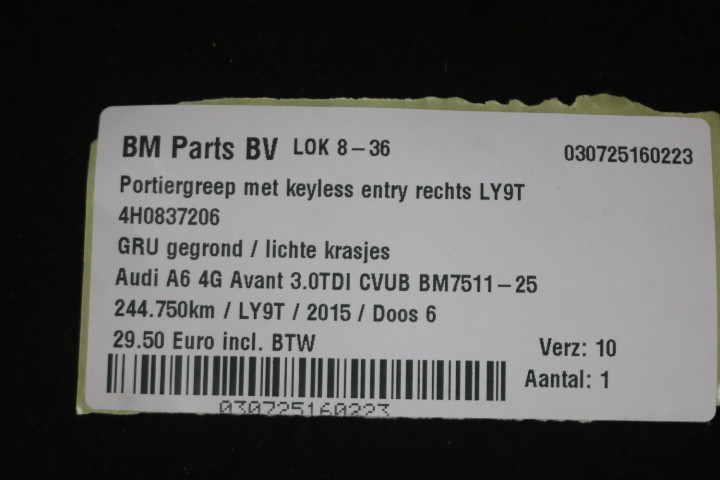 BM Parts BV LOK 8-36 030725160223
Portiergreep met keyless entry rechts LY9T
4H0837206
GRU gegrond / lichte krasjes
Audi A6 4G Avant 3.0TDI CVUB BM7511-25
244.750km / LY9T / 2015 / Doos 6
29.50 Euro incl. BTW Verz: 10
Aantal: 1
030725160223